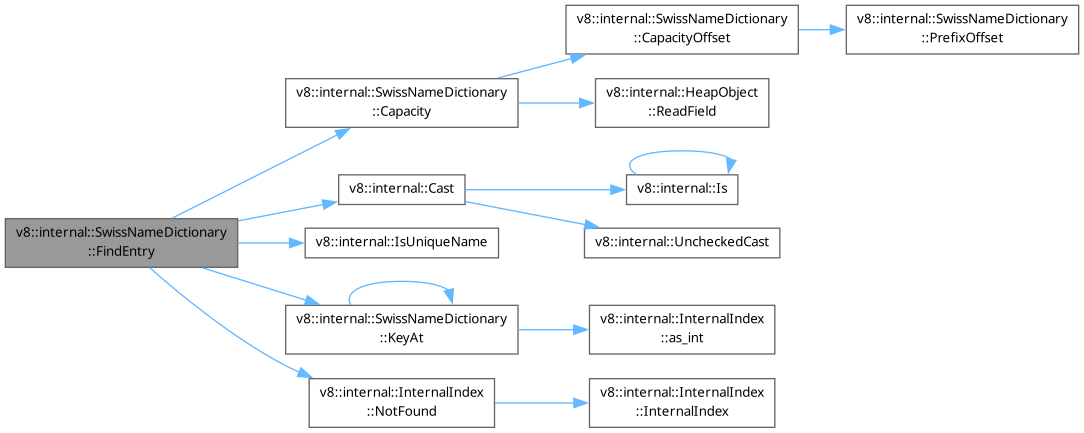 v8::internal::SwissNameDictionary
::CapacityOffset
v8::internal::SwissNameDictionary
::PrefixOffset
v8::internal::SwissNameDictionary
::Capacity
v8::internal::HeapObject
::ReadField
v8::internal::Cast
v8::internal::Is
v8::internal::SwissNameDictionary
::FindEntry
v8::internal::IsUniqueName
v8::internal::UncheckedCast
v8::internal::SwissNameDictionary
::KeyAt
v8::internal::InternalIndex
::as_int
v8::internal::InternalIndex
::NotFound
v8::internal::InternalIndex
::InternalIndex